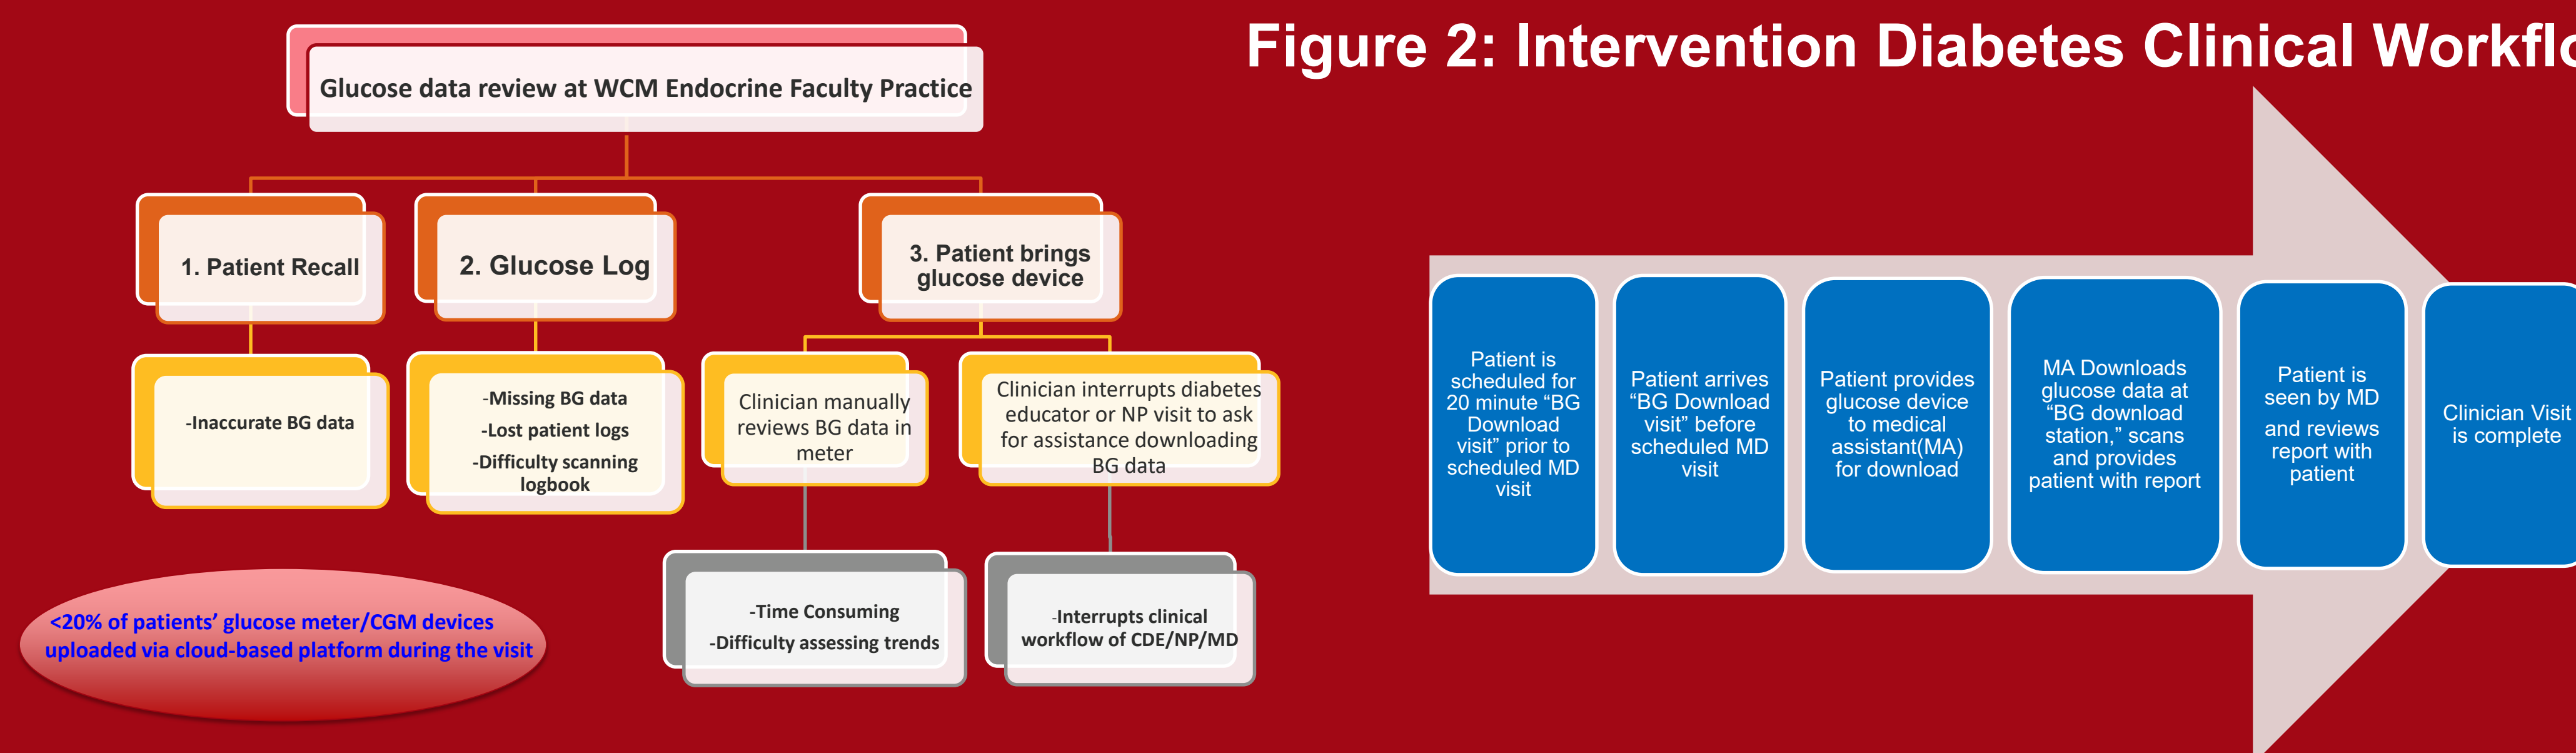 Glucose data review at WCM Endocrine Faculty Practice
1. Patient Recall
2. Glucose Log
3. Patient brings
glucose device
-Inaccurate BG data
-Missing BG data
-Lost patient logs
-Difficulty scanning
logbook
Clinician manually
reviews BG data in
meter
Clinician interrupts diabetes
educator or NP visit to ask
for assistance downloading
BG data
-Time Consuming
-Difficulty assessing trends
-Interrupts clinical
workflow of CDE/NP/MD
<20% of patients’ glucose meter/CGM devices
uploaded via cloud-based platform during the visit
Figure 2: Intervention Diabetes Clinical Workflo
Patient is
scheduled for
20 minute “BG
Download
visit” prior to
scheduled MD
visit
Patient arrives
“BG Download
visit” before
scheduled MD
visit
Patient provides
glucose device
to medical
assistant(MA)
for download
MA Downloads
glucose data at
“BG download
station,” scans
and provides
patient with report
Patient is
seen by MD
and reviews
report with
patient
Clinician Visit
is complete